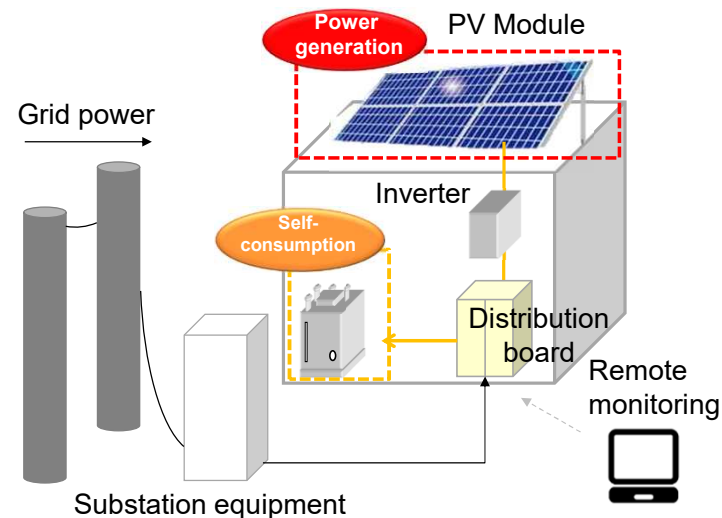 Power
generation
PV Module
Grid power
Inverter
Self-
consumption
Distribution
board
Remote
monitoring
Substation equipment